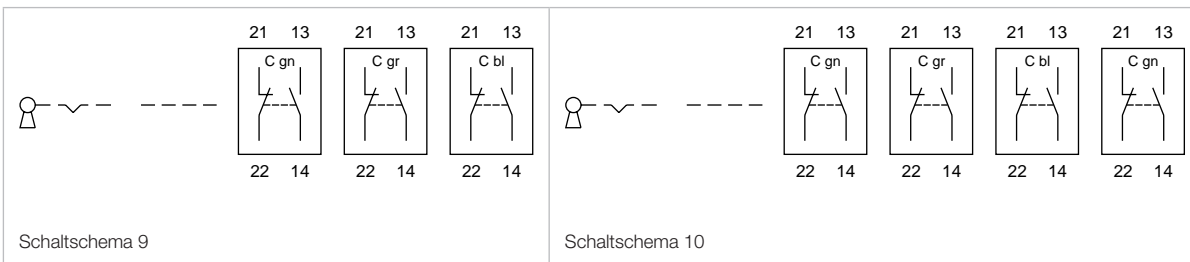 21 13 21 13 21 13 21 13 21 13 21 13 21 13
C gn C gr C bl C gn C gr C bl C gn
22 14 22 14 22 14 22 14 22 14 22 14 22 14
Schaltschema 9 Schaltschema 10